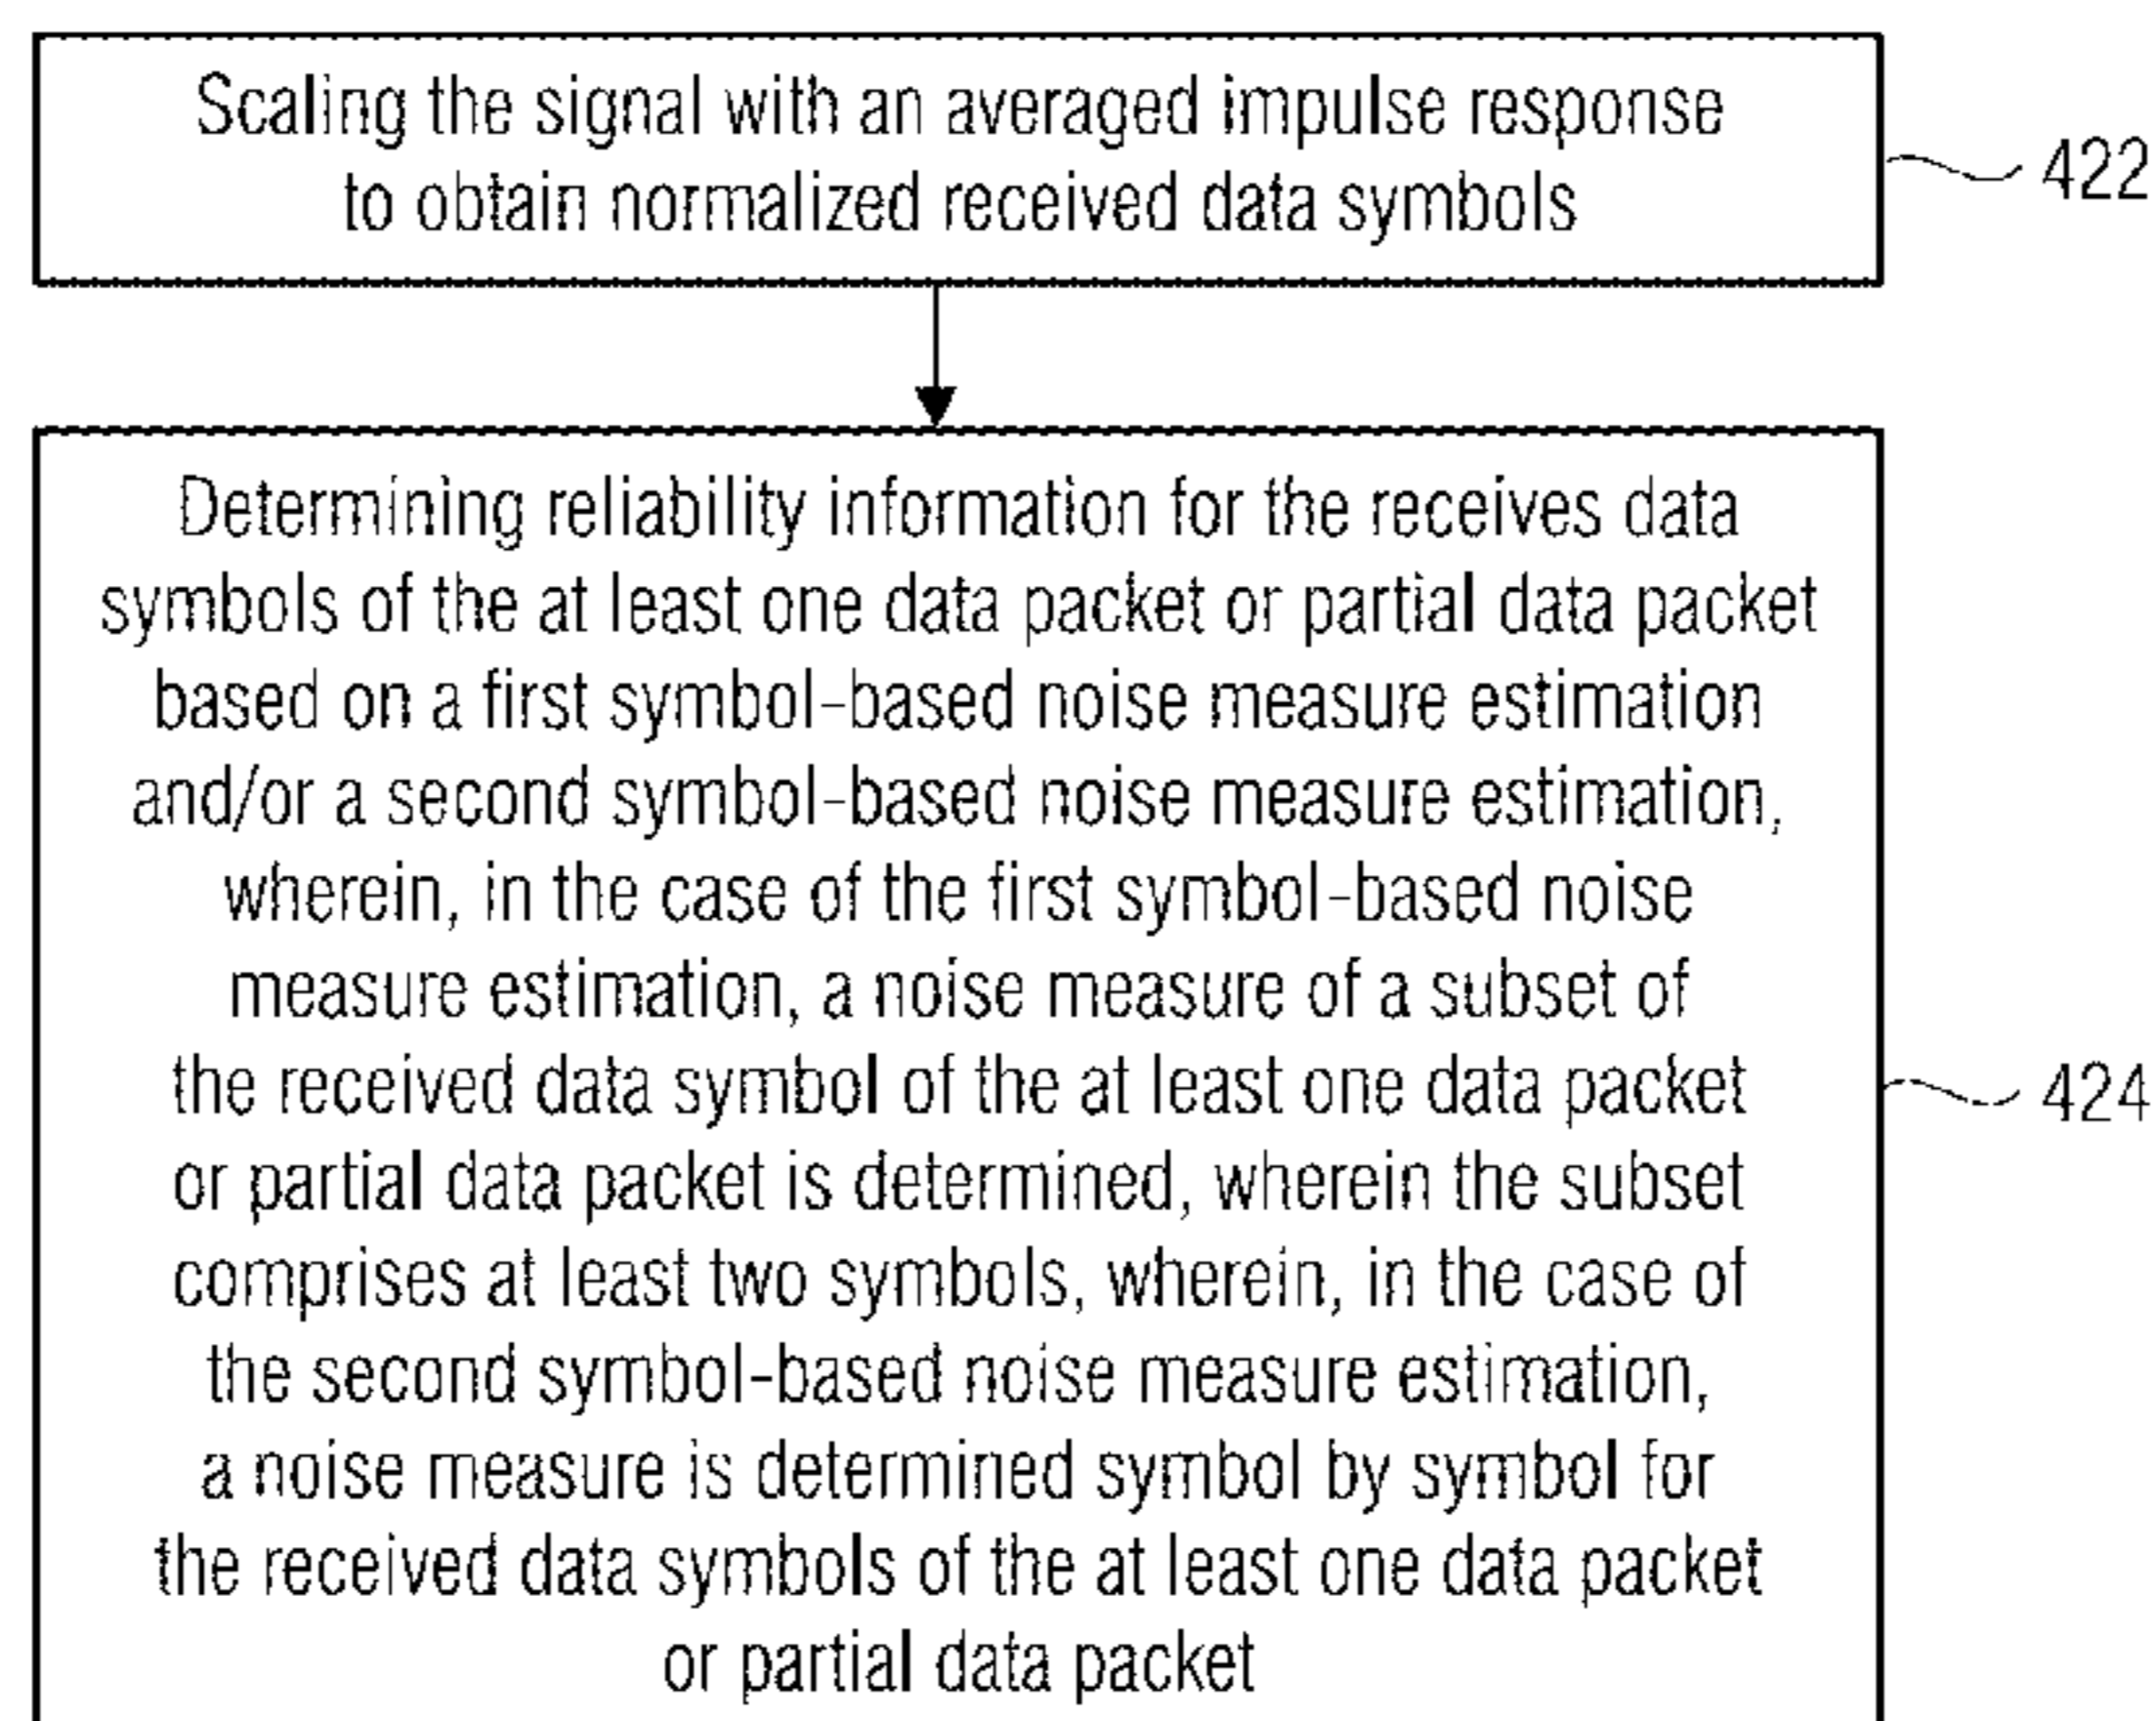 Scaling the signal with an averaged impulse response
to obtain normalized received data symbols
422
Determining reliability information for the receives data
symbols of the at least one data packet or partial data packet
based on a first symbol-based noise measure estimation
and/or a second symbol-based noise measure estimation,
wherein, in the case of the first symbol-based noise
measure estimation, a noise measure of a subset of
the received data symbol of the at least one data packet
or partial data packet is determined, wherein the subset
comprises at least two symbols, wherein, in the case of
the second symbol-based noise measure estimation,
a noise measure is determined symbol by symbol for
the received data symbols of the at least one data packet
or partial data packet
424